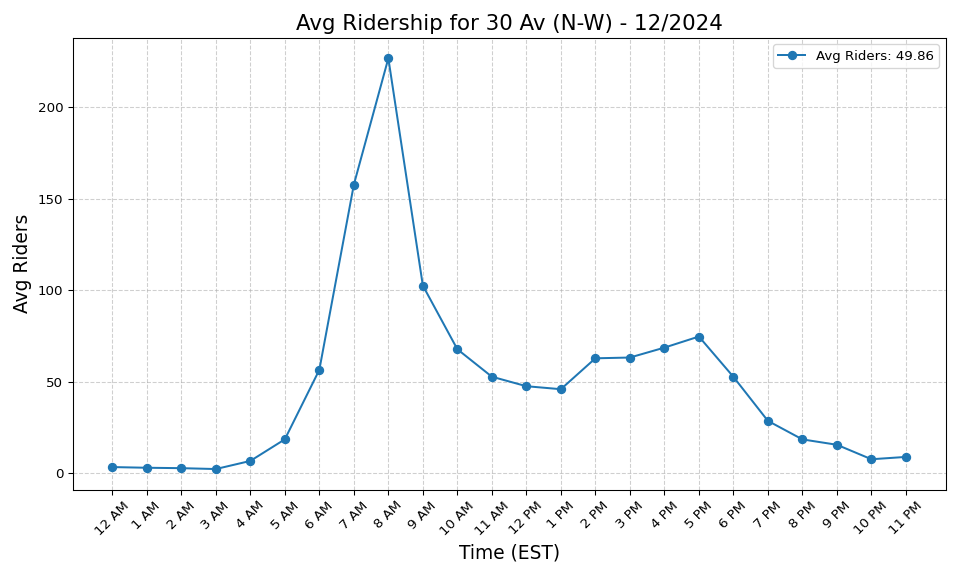 Avg Ridership for 30 Av (N-W) - 12/2024
Avg Riders: 49.86
Avg Riders
200
150
100
50
0
12 AM 1 AM 2 AM 3 AM 4 AM 5 AM 6 AM 7 AM 8 AM 9 AM 10 AM 11 AM 12 PM 1 PM 2 PM 3 PM 4 PM 5 PM 6 PM 7 PM 8 PM 9 PM 10 PM 11 PM
Time (EST)